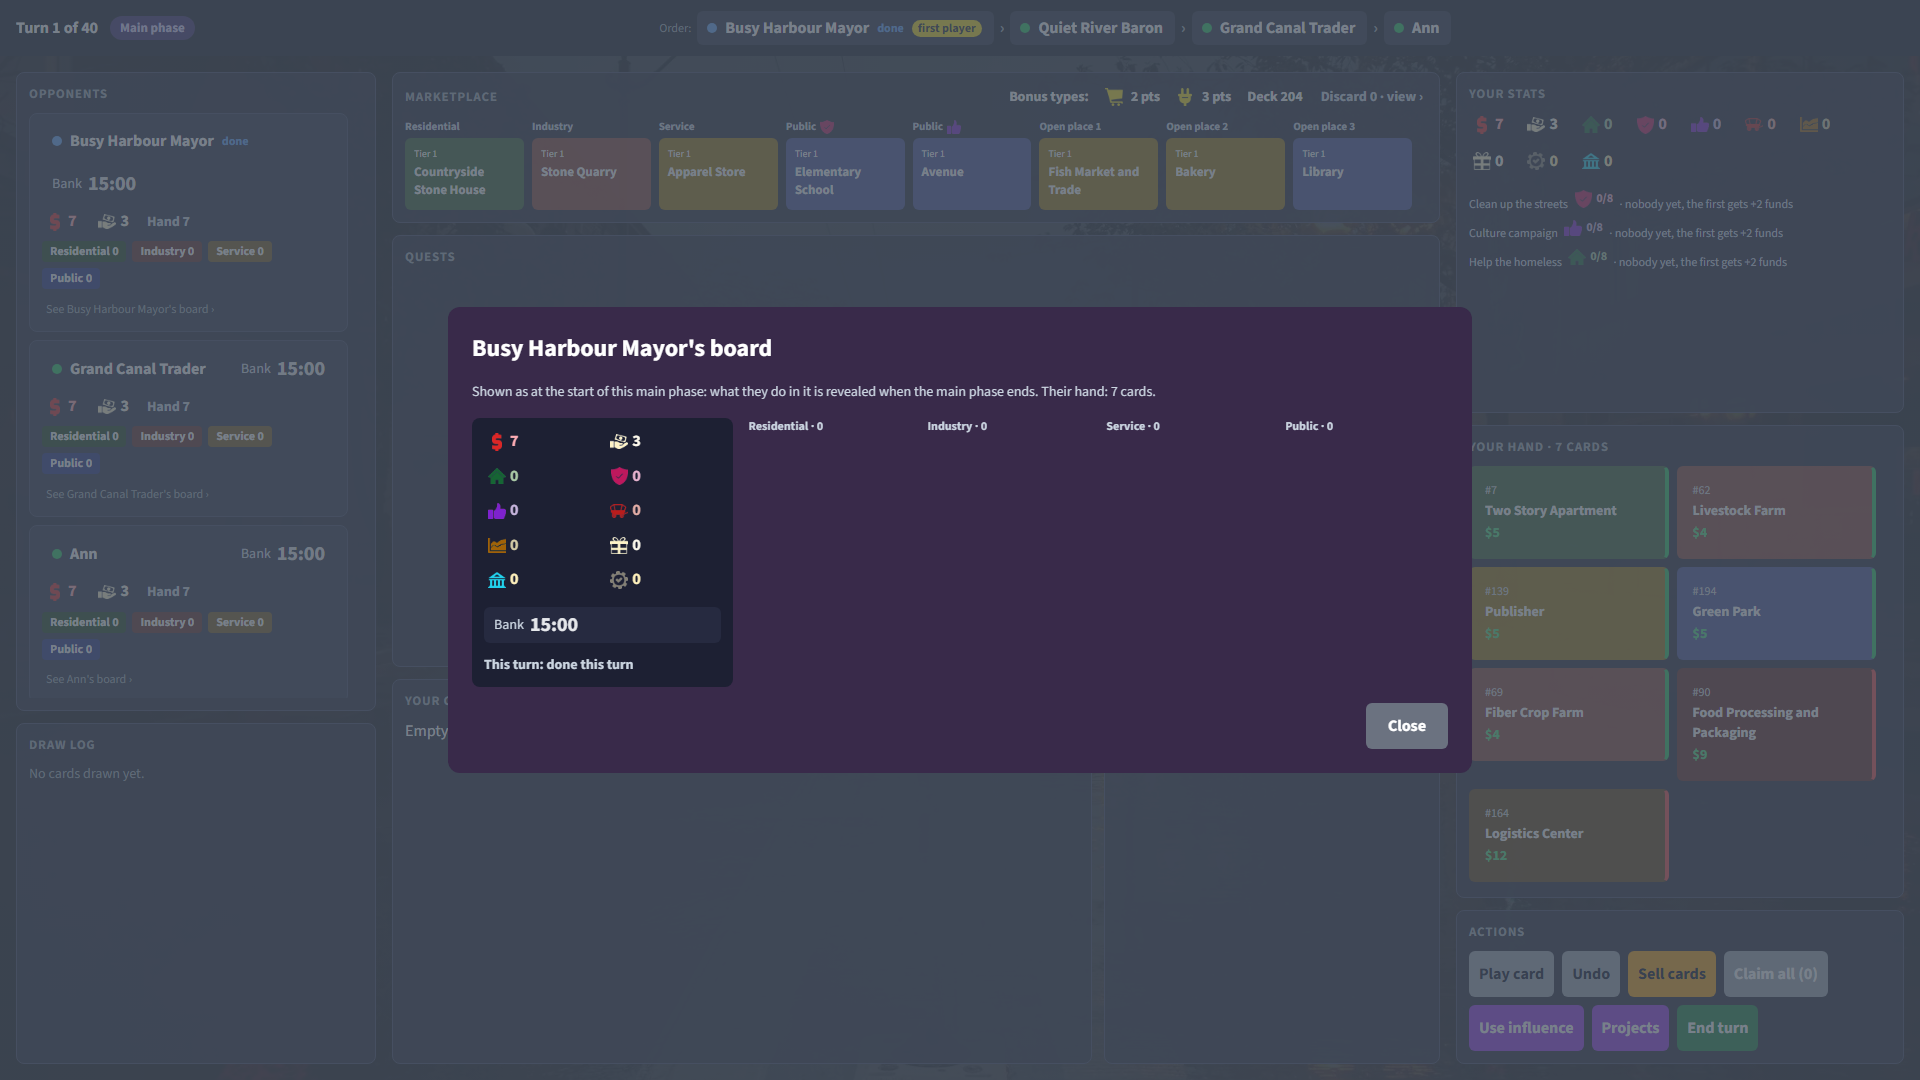 Turn 1 of 40 Main phase
Order: Busy Harbour Mayor done first player › Quiet River Baron › Grand Canal Trader › Ann
OPPONENTS
Busy Harbour Mayor done
Bank 15:00
7 3 Hand 7
Residential 0 Industry 0 Service 0
Public 0
See Busy Harbour Mayor's board ›
Grand Canal Trader Bank 15:00
7 3 Hand 7
Residential 0 Industry 0 Service 0
Public 0
See Grand Canal Trader's board ›
Ann Bank 15:00
7 3 Hand 7
Residential 0 Industry 0 Service 0
Public 0
See Ann's board ›
DRAW LOG
No cards drawn yet.
MARKETPLACE
Bonus types: 2 pts 3 pts Deck 204 Discard 0 · view ›
Residential Industry Service Public Public Open place 1 Open place 2 Open place 3
Tier 1
Countryside
Stone House
Tier 1
Stone Quarry
Tier 1
Apparel Store
Tier 1
Elementary
School
Tier 1
Avenue
Tier 1
Fish Market and
Trade
Tier 1
Bakery
Tier 1
Library
QUESTS
Busy Harbour Mayor's board
Shown as at the start of this main phase: what they do in it is revealed when the main phase ends. Their hand: 7 cards.
7 3
0 0
0 0
0 0
0 0
Bank 15:00
This turn: done this turn
Residential · 0 Industry · 0 Service · 0 Public · 0
Close
YOUR C
Empty
YOUR STATS
7 3 0 0 0 0 0
0 0 0
Clean up the streets 0/8 · nobody yet, the first gets +2 funds
Culture campaign 0/8 · nobody yet, the first gets +2 funds
Help the homeless 0/8 · nobody yet, the first gets +2 funds
YOUR HAND · 7 CARDS
#7
Two Story Apartment
$5
#62
Livestock Farm
$4
#139
Publisher
$5
#194
Green Park
$5
#69
Fiber Crop Farm
$4
#90
Food Processing and
Packaging
$9
#164
Logistics Center
$12
ACTIONS
Play card Undo Sell cards Claim all (0)
Use influence Projects End turn